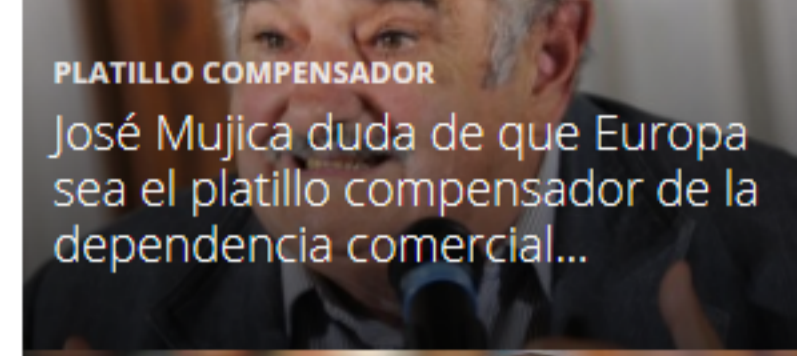 PLATILLO COMPENSADOR
José Mujica duda de que Europa
sea el platillo compensador de la
dependencia comercial...